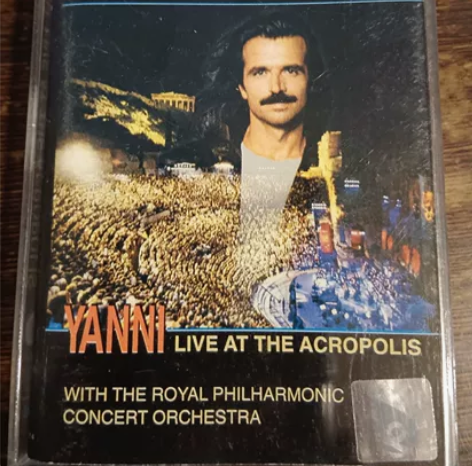 YANNI LIVE AT THE ACROPOLIS
WITH THE ROYAL PHILHARMONIC
CONCERT ORCHESTRA